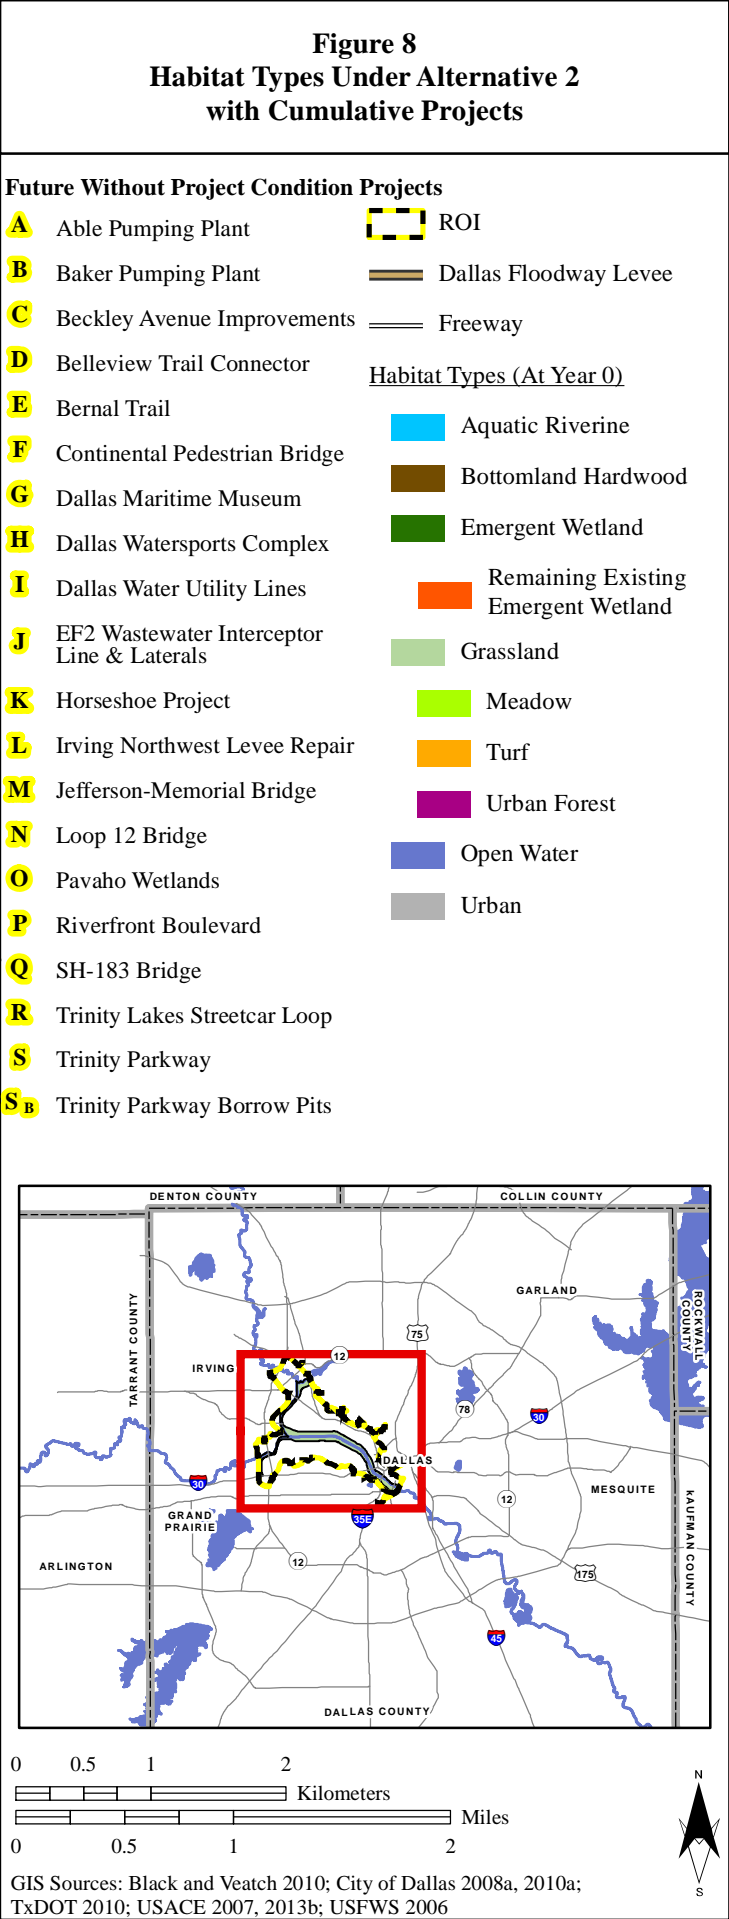 Figure 8
Habitat Types Under Alternative 2
with Cumulative Projects
Future Without Project Condition Projects
A Able Pumping Plant
B Baker Pumping Plant
C Beckley Avenue Improvements
D Belleview Trail Connector
E Bernal Trail
F Continental Pedestrian Bridge
G Dallas Maritime Museum
H Dallas Watersports Complex
I Dallas Water Utility Lines
J EF2 Wastewater Interceptor
Line & Laterals
K Horseshoe Project
L Irving Northwest Levee Repair
M Jefferson-Memorial Bridge
N Loop 12 Bridge
O Pavaho Wetlands
P Riverfront Boulevard
Q SH-183 Bridge
R Trinity Lakes Streetcar Loop
S Trinity Parkway
S B Trinity Parkway Borrow Pits
ROI
Dallas Floodway Levee
Freeway
Habitat Types (At Year 0)
Aquatic Riverine
Bottomland Hardwood
Emergent Wetland
Remaining Existing
Emergent Wetland
Grassland
Meadow
Turf
Urban Forest
Open Water
Urban
DENTON COUNTY
COLLIN COUNTY
TARRANT COUNTY
ROCKWALL
COUNTY
GARLAND
75
12
IRVING
78
30
DALLAS
30
MESQUITE
12
GRAND
PRAIRIE
35E
KAUFMAN COUNTY
ARLINGTON
12
175
45
DALLAS COUNTY
0 0.5 1 2
Kilometers
Miles
0 0.5 1 2
N
S
GIS Sources: Black and Veatch 2010; City of Dallas 2008a, 2010a;
TxDOT 2010; USACE 2007, 2013b; USFWS 2006